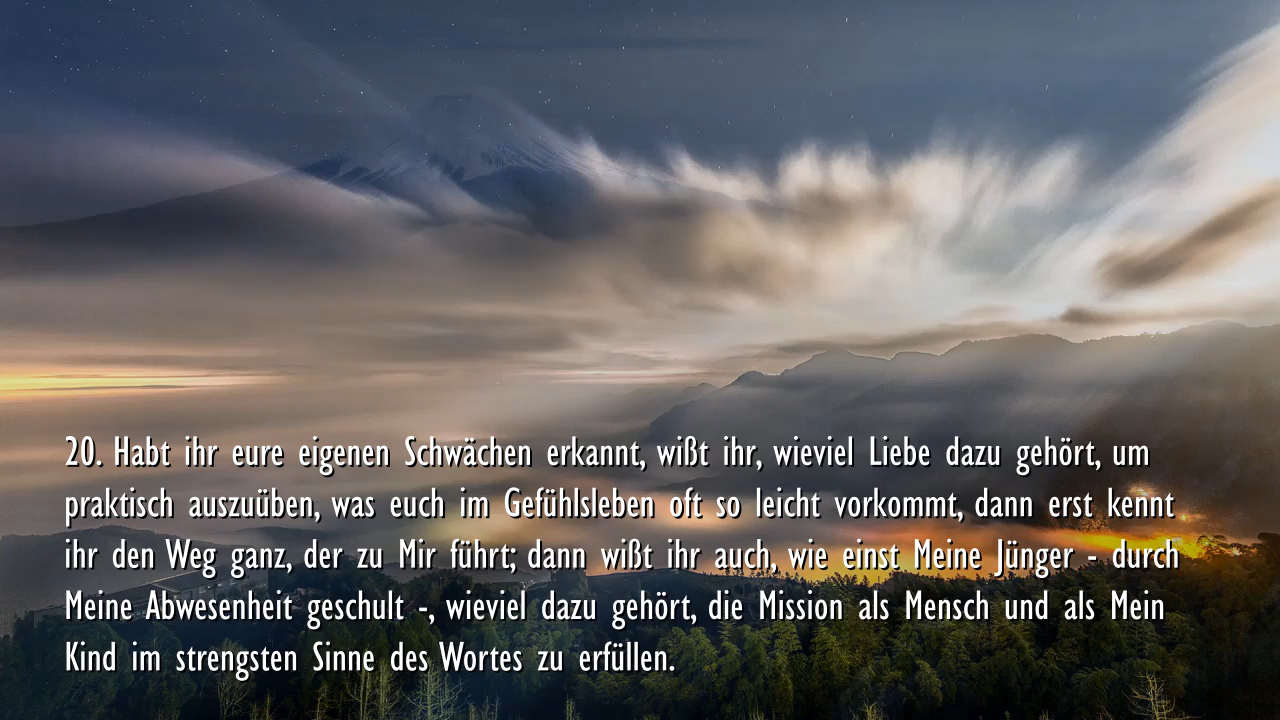 20. Habt ihr eure eigenen Schwächen erkannt, wißt ihr, wieviel Liebe dazu gehört, um
praktisch auszuüben, was euch im Gefühlsleben oft so leicht vorkommt, dann erst kennt
ihr den Weg ganz, der zu Mir führt; dann wißt ihr auch, wie einst Meine Jünger - durch
Meine Abwesenheit geschult -, wieviel dazu gehört, die Mission als Mensch und als Mein
Kind im strengsten Sinne des Wortes zu erfüllen.